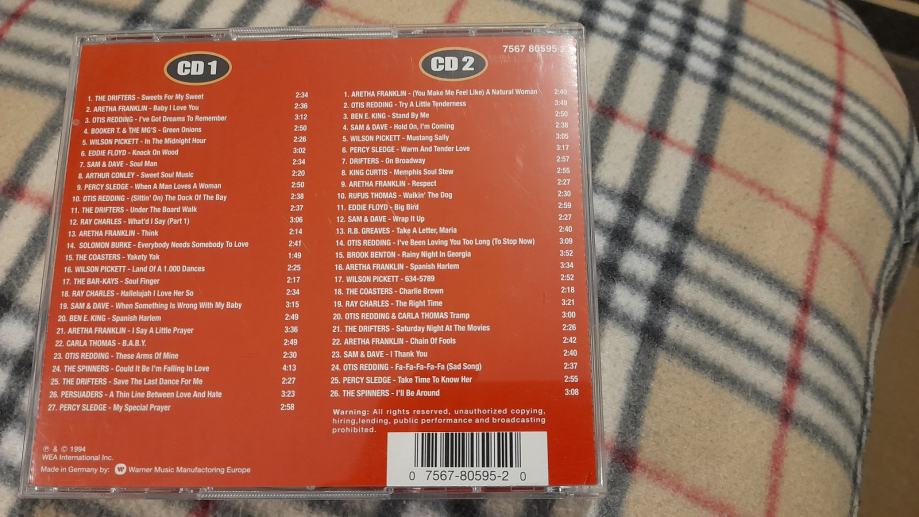 CD 1
1. THE DRIFTERS - Sweets For My Sweet 2:34
2. ARETHA FRANKLIN - Baby I Love You 2:36
3. OTIS REDDING - I've Got Dreams To Remember 3:12
4. BOOKER T. & THE MG'S - Green Onions 2:50
5. WILSON PICKETT - In The Midnight Hour 2:26
6. EDDIE FLOYD - Knock On Wood 3:02
7. SAM & DAVE - Soul Man 2:34
8. ARTHUR CONLEY - Sweet Soul Music 2:20
9. PERCY SLEDGE - When A Man Loves A Woman 2:50
10. OTIS REDDING - (Sittin' On) The Dock Of The Bay 2:38
11. THE DRIFTERS - Under The Board Walk 2:37
12. RAY CHARLES - What'd I Say (Part 1) 3:06
13. ARETHA FRANKLIN - Think 2:14
14. SOLOMON BURKE - Everybody Needs Somebody To Love 2:41
15. THE COASTERS - Yakety Yak 1:49
16. WILSON PICKETT - Land Of A 1.000 Dances 2:25
17. THE BAR-KAYS - Soul Finger 2:17
18. RAY CHARLES - Hallelujah I Love Her So 2:34
19. SAM & DAVE - When Something Is Wrong With My Baby 3:15
20. BEN E. KING - Spanish Harlem 2:49
21. ARETHA FRANKLIN - I Say A Little Prayer 3:36
22. CARLA THOMAS - B.A.B.Y. 2:49
23. OTIS REDDING - These Arms Of Mine 2:30
24. THE SPINNERS - Could It Be I'm Falling In Love 4:13
25. THE DRIFTERS - Save The Last Dance For Me 2:27
26. PERSUADERS - A Thin Line Between Love And Hate 3:23
27. PERCY SLEDGE - My Special Prayer 2:58
℗ & © 1994
WEA International Inc.
Made in Germany by: Warner Music Manufacturing Europe
7567 80595-2
CD 2
1. ARETHA FRANKLIN - (You Make Me Feel Like) A Natural Woman 2:40
2. OTIS REDDING - Try A Little Tenderness 3:49
3. BEN E. KING - Stand By Me 2:50
4. SAM & DAVE - Hold On, I'm Coming 2:38
5. WILSON PICKETT - Mustang Sally 3:05
6. PERCY SLEDGE - Warm And Tender Love 3:17
7. DRIFTERS - On Broadway 2:57
8. KING CURTIS - Memphis Soul Stew 2:55
9. ARETHA FRANKLIN - Respect 2:27
10. RUFUS THOMAS - Walkin' The Dog 2:30
11. EDDIE FLOYD - Big Bird 2:59
12. SAM & DAVE - Wrap It Up 2:27
13. R.B. GREAVES - Take A Letter, Maria 2:40
14. OTIS REDDING - I've Been Loving You Too Long (To Stop Now) 3:09
15. BROOK BENTON - Rainy Night In Georgia 3:52
16. ARETHA FRANKLIN - Spanish Harlem 3:34
17. WILSON PICKETT - 634-5789 2:52
18. THE COASTERS - Charlie Brown 2:18
19. RAY CHARLES - The Right Time 3:21
20. OTIS REDDING & CARLA THOMAS Tramp 3:00
21. THE DRIFTERS - Saturday Night At The Movies 2:26
22. ARETHA FRANKLIN - Chain Of Fools 2:42
23. SAM & DAVE - I Thank You 2:40
24. OTIS REDDING - Fa-Fa-Fa-Fa-Fa (Sad Song) 2:37
25. PERCY SLEDGE - Take Time To Know Her 2:55
26. THE SPINNERS - I'll Be Around 3:08
Warning: All rights reserved, unauthorized copying,
hiring,lending, public performance and broadcasting
prohibited.
0 7567-80595-2 0